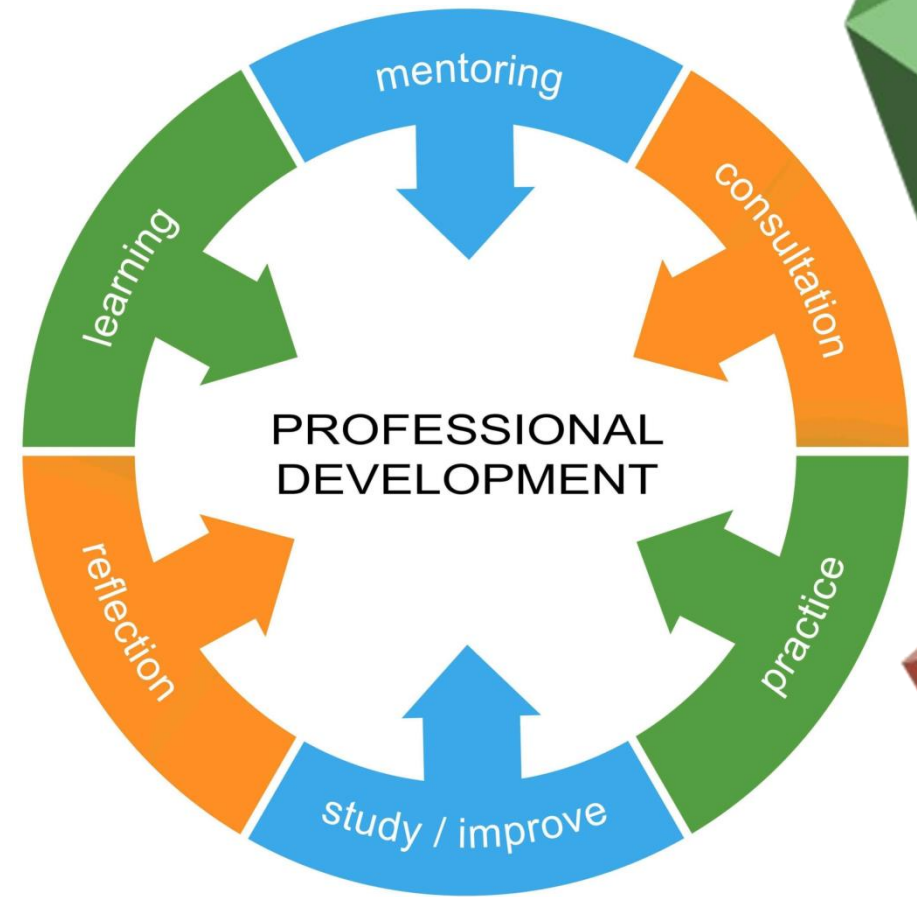 mentoring
consultation
learning
PROFESSIONAL
DEVELOPMENT
reflection
practice
study / improve